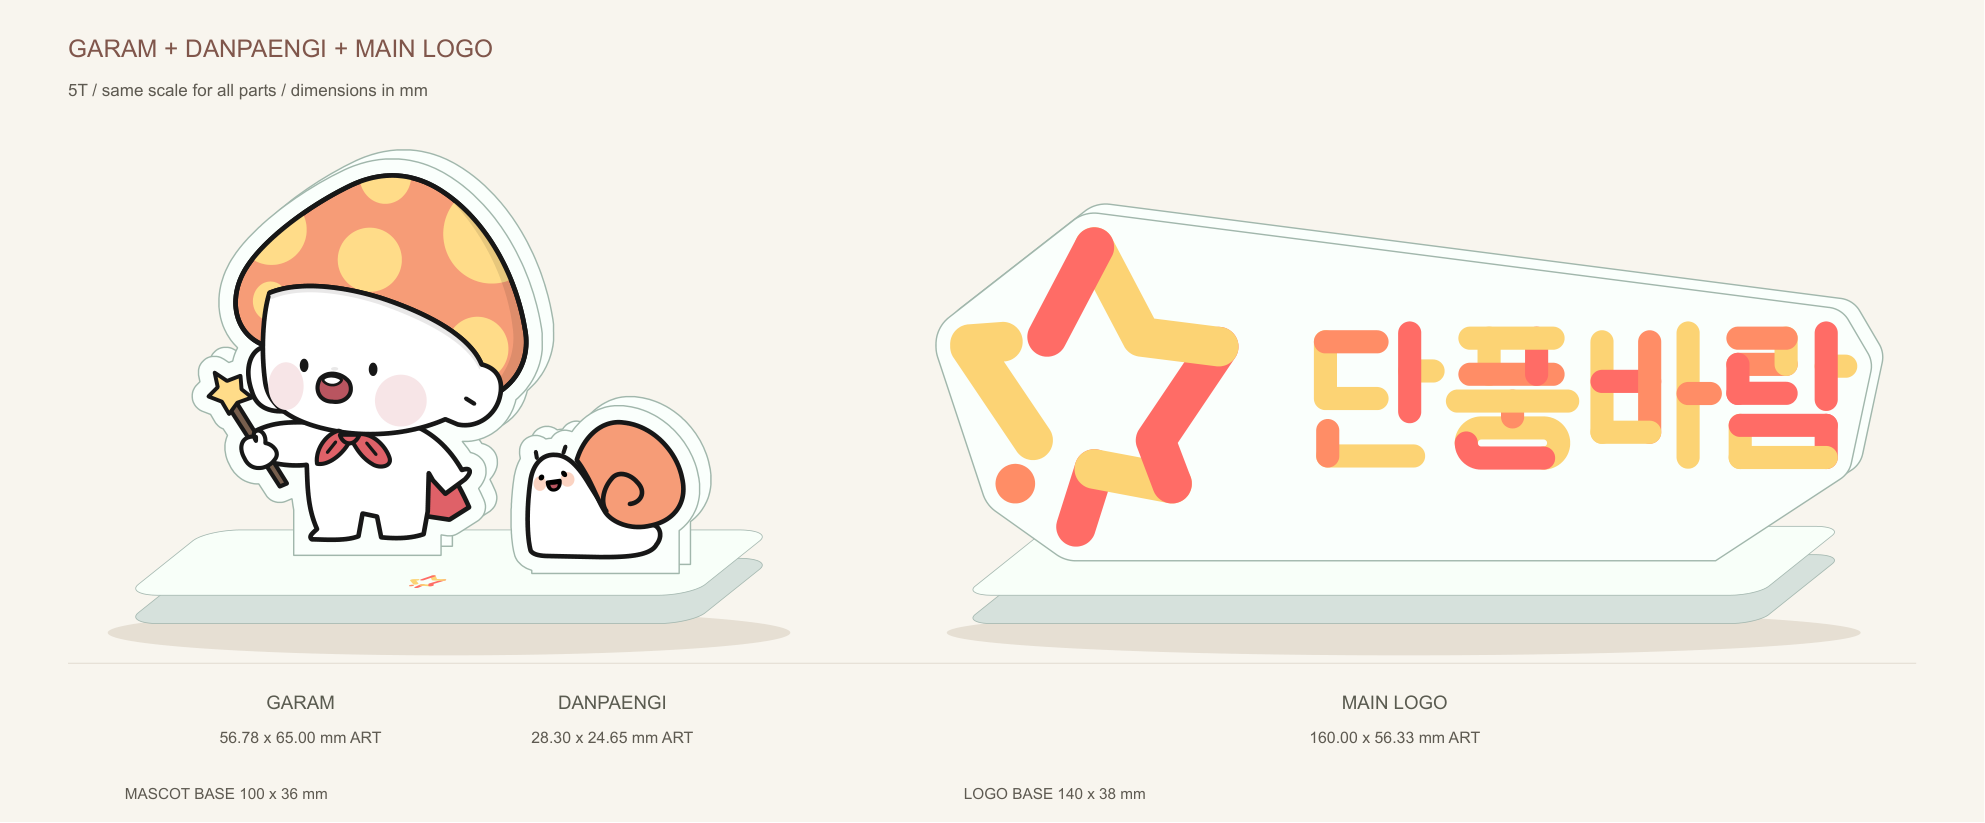 GARAM + DANPAENGI + MAIN LOGO
5T / same scale for all parts / dimensions in mm
단풍바람
GARAM
56.78 x 65.00 mm ART
DANPAENGI
28.30 x 24.65 mm ART
MAIN LOGO
160.00 x 56.33 mm ART
MASCOT BASE 100 x 36 mm
LOGO BASE 140 x 38 mm